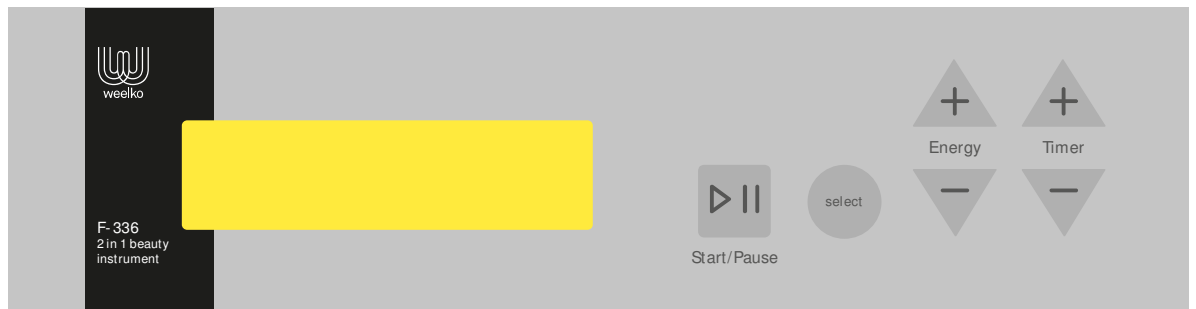 weelko
F-336
2 in 1 beauty
instrument
Start/Pause
select
Energy
Timer